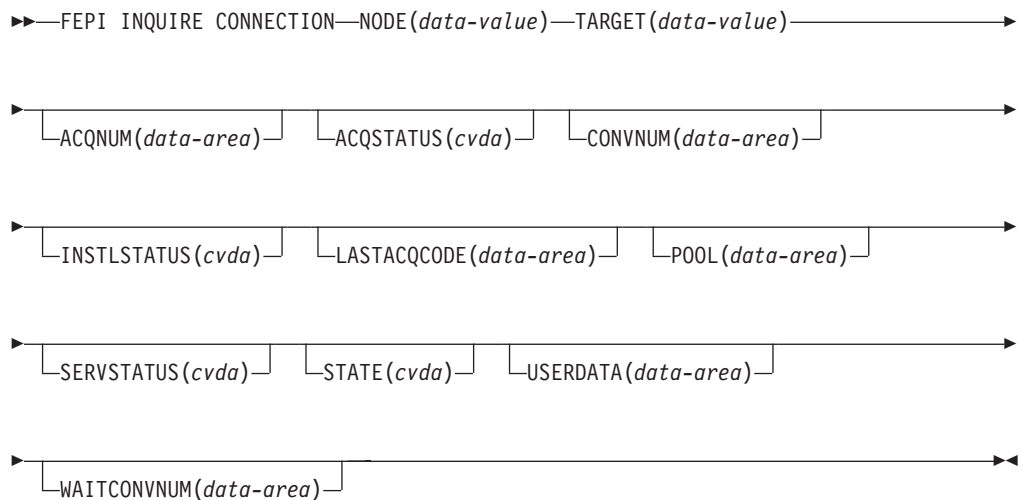 FEPI INQUIRE CONNECTION NODE(data-value) TARGET(data-value)
ACQNUM(data-area) ACQSTATUS(cvda) CONVNUM(data-area)
INSTLSTATUS(cvda) LASTACQCODE(data-area) POOL(data-area)
SERVSTATUS(cvda) STATE(cvda) USERDATA(data-area)
WAITCONVNUM(data-area)